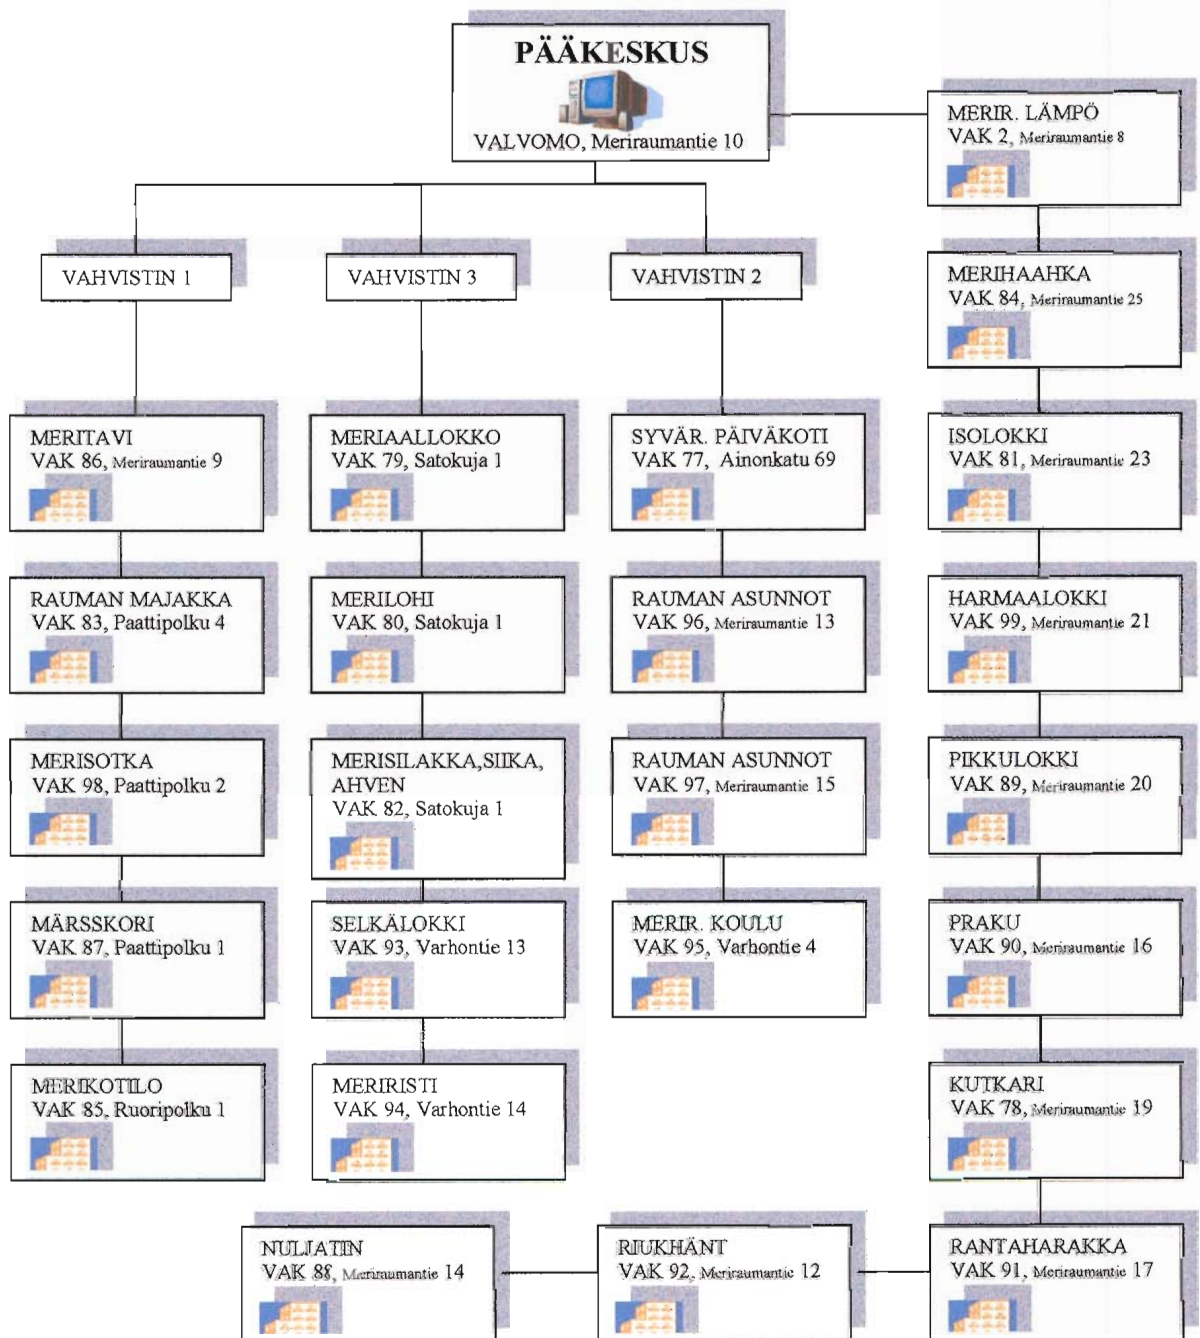 PÄÄKESKUS
VALVOMO, Meriraumantie 10
MERIR. LÄMPÖ
VAK 2, Meriraumantie 8
VAHVISTIN 1
VAHVISTIN 3
VAHVISTIN 2
MERIHAAHKA
VAK 84, Meriraumantie 25
MERITAVI
VAK 86, Meriraumantie 9
MERIAALLOKKO
VAK 79, Satokuja 1
SYVÄR. PÄIVÄKOTI
VAK 77, Ainonkatu 69
ISOLOKKI
VAK 81, Meriraumantie 23
RAUMAN MAJAKKA
VAK 83, Paattipolku 4
MERILOHI
VAK 80, Satokuja 1
RAUMAN ASUNNOT
VAK 96, Meriraumantie 13
HARMAALOKKI
VAK 99, Meriraumantie 21
MERISOTKA
VAK 98, Paattipolku 2
MERISILAKKA,SIIKA,
AHVEN
VAK 82, Satokuja 1
RAUMAN ASUNNOT
VAK 97, Meriraumantie 15
PIKKULOKKI
VAK 89, Meriraumantie 20
MÄRSSKORI
VAK 87, Paattipolku 1
SELKÄLOKKI
VAK 93, Varhontie 13
MERIR. KOULU
VAK 95, Varhontie 4
PRAKU
VAK 90, Meriraumantie 16
MERIKOTILO
VAK 85, Ruoripolku 1
MERIRISTI
VAK 94, Varhontie 14
KUTKARI
VAK 78, Meriraumantie 19
NULJATIN
VAK 88, Meriraumantie 14
RIUKHÄNT
VAK 92, Meriraumantie 12
RANTAHARAKKA
VAK 91, Meriraumantie 17